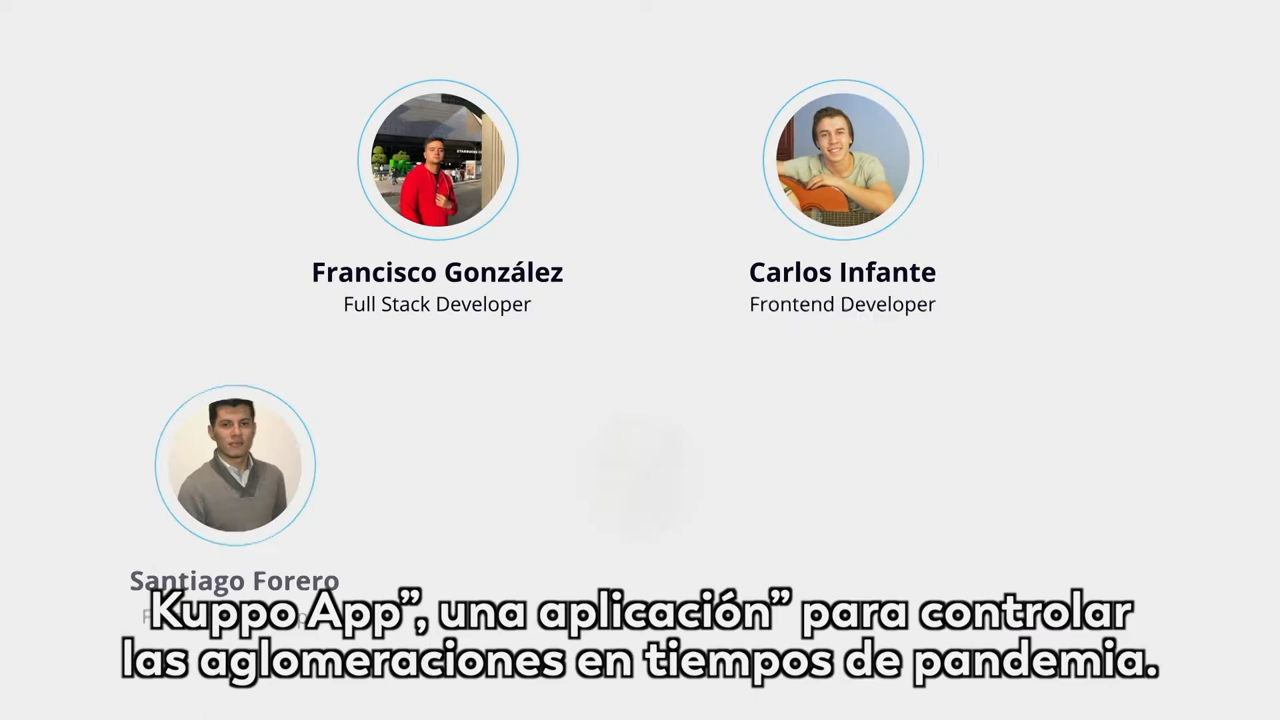 Francisco González
Full Stack Developer
Carlos Infante
Frontend Developer
Santiago Forero
Kuppo App”, una aplicación” para controlar
las aglomeraciones en tiempos de pandemia.